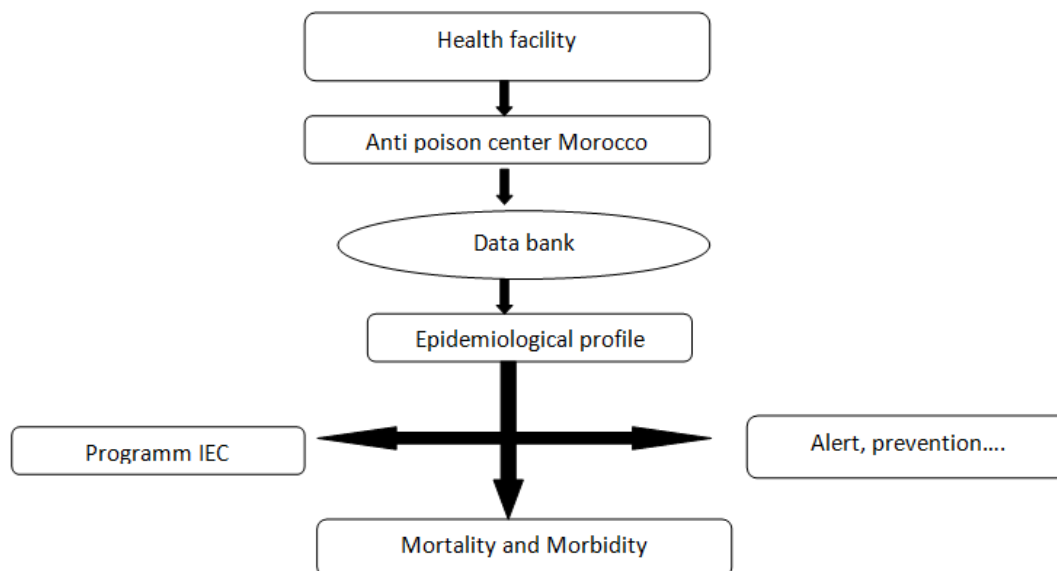 Health facility
Anti poison center Morocco
Data bank
Epidemiological profile
Programm IEC
Alert, prevention....
Mortality and Morbidity